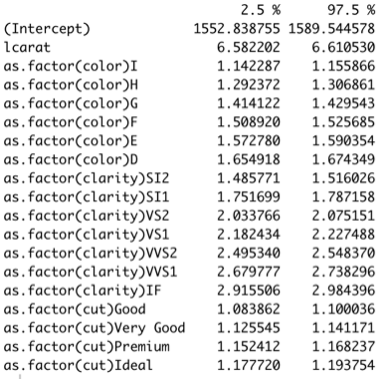 2.5 % 97.5 %
(Intercept) 1552.838755 1589.544578
lcarat 6.582202 6.610530
as.factor(color)I 1.142287 1.155866
as.factor(color)H 1.292372 1.306861
as.factor(color)G 1.414122 1.429543
as.factor(color)F 1.508920 1.525685
as.factor(color)E 1.572780 1.590354
as.factor(color)D 1.654918 1.674349
as.factor(clarity)SI2 1.485771 1.516026
as.factor(clarity)SI1 1.751699 1.787158
as.factor(clarity)VS2 2.033766 2.075151
as.factor(clarity)VS1 2.182434 2.227488
as.factor(clarity)VVS2 2.495340 2.548370
as.factor(clarity)VVS1 2.679777 2.738296
as.factor(clarity)IF 2.915506 2.984396
as.factor(cut)Good 1.083862 1.100036
as.factor(cut)Very Good 1.125545 1.141171
as.factor(cut)Premium 1.152412 1.168237
as.factor(cut)Ideal 1.177720 1.193754